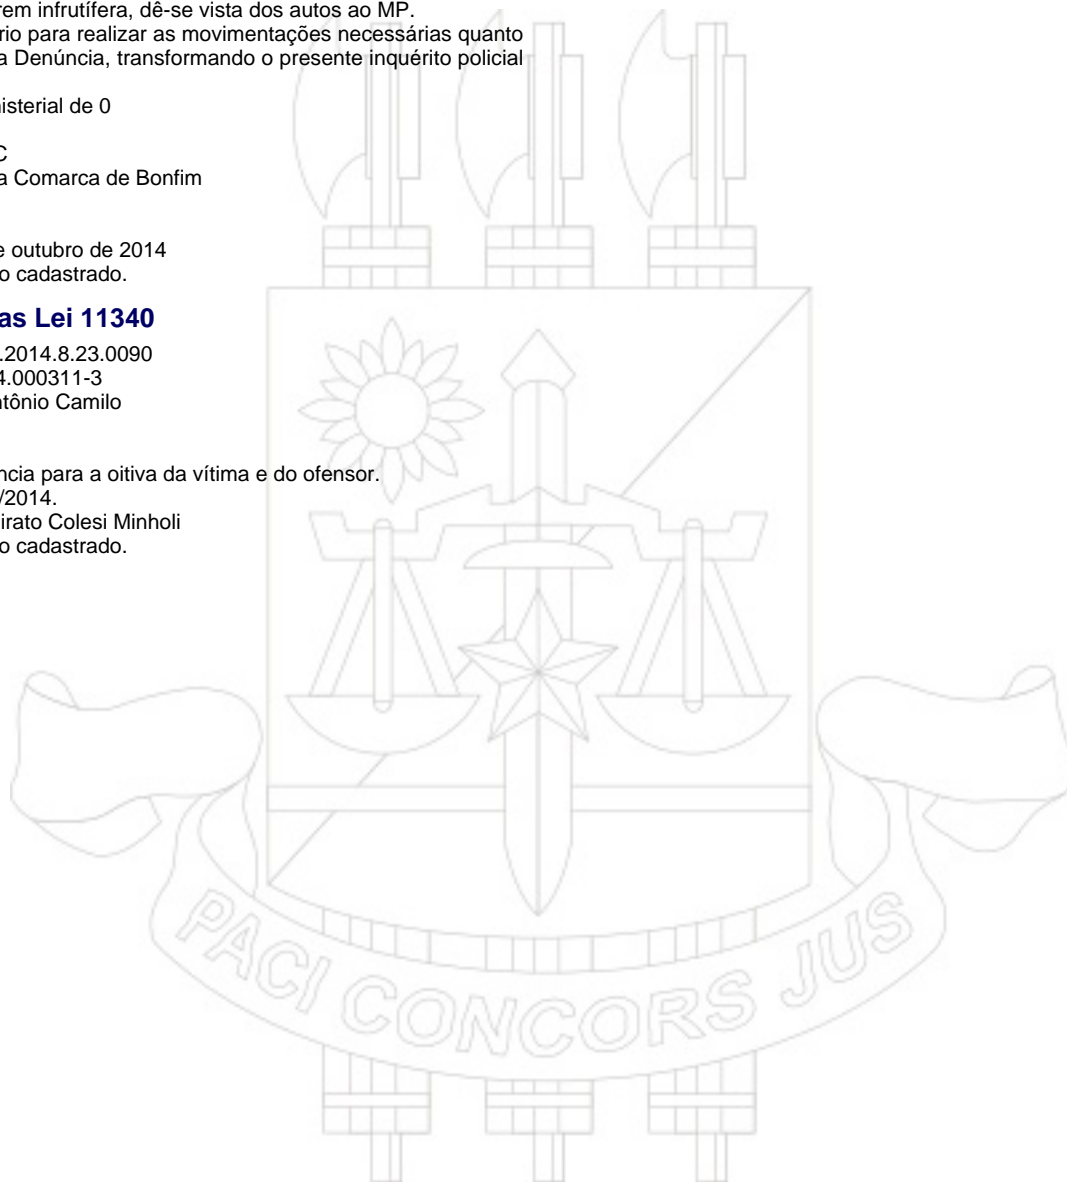 rem infrutífera, dê-se vista dos autos ao MP.
rio para realizar as movimentações necessárias quanto
a Denúncia, transformando o presente inquérito policial
isterial de 0
C
a Comarca de Bonfim
e outubro de 2014
o cadastrado.
as Lei 11340
.2014.8.23.0090
4.000311-3
ntônio Camilo
ncia para a oitiva da vítima e do ofensor.
/2014.
irato Colesi Minholi
o cadastrado.
PACI CONCORS JUS